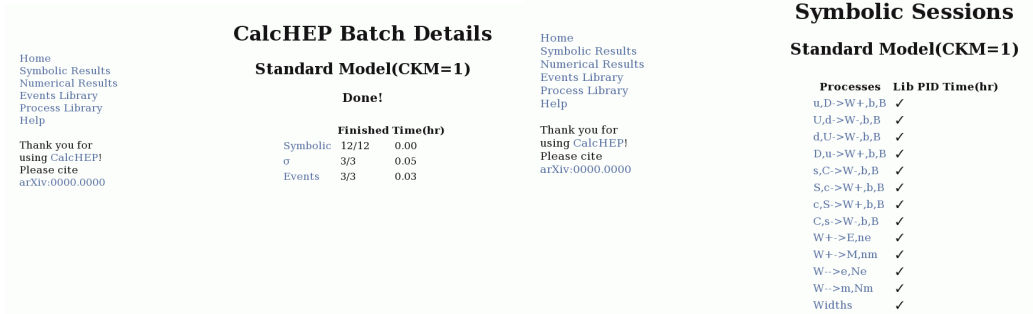 CalcHEP Batch Details
Standard Model(CKM=1)
Done!
Home
Symbolic Results
Numerical Results
Events Library
Process Library
Help
Thank you for
using CalcHEP!
Please cite
arXiv:0000.0000
Finished Time(hr)
Symbolic 12/12 0.00
σ 3/3 0.05
Events 3/3 0.03
Symbolic Sessions
Standard Model(CKM=1)
Home
Symbolic Results
Numerical Results
Events Library
Process Library
Help
Thank you for
using CalcHEP!
Please cite
arXiv:0000.0000
Processes Lib PID Time(hr)
u,D->W+,b,B ✓
U,d->W-,b,B ✓
d,U->W-,b,B ✓
D,u->W+,b,B ✓
s,C->W-,b,B ✓
S,c->W+,b,B ✓
c,S->W+,b,B ✓
C,s->W-,b,B ✓
W+->E,ne ✓
W+->M,nm ✓
W-->e,Ne ✓
W-->m,Nm ✓
Widths ✓